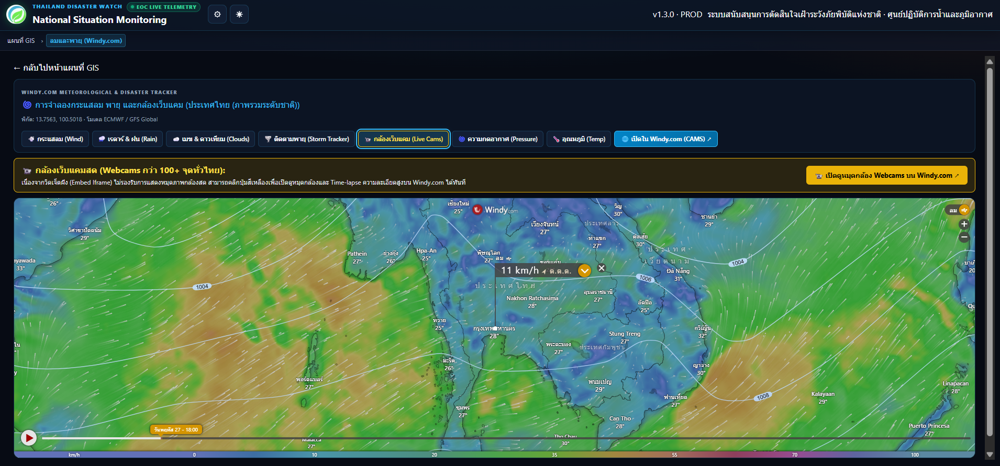 THAILAND DISASTER WATCH
EOC LIVE TELEMETRY
National Situation Monitoring
v1.3.0 · PROD ระบบสนับสนุนการตัดสินใจเฝ้าระวังภัยพิบัติแห่งชาติ · ศูนย์ปฏิบัติการน้ำและภูมิอากาศ
แผนที่ GIS › ลมและพายุ (Windy.com)
← กลับไปหน้าแผนที่ GIS
WINDY.COM METEOROLOGICAL & DISASTER TRACKER
การจำลองกระแสลม พายุ และกล้องเว็บแคม (ประเทศไทย (ภาพรวมระดับชาติ))
พิกัด: 13.7563, 100.5018 · โมเดล ECMWF / GFS Global
กระแสลม (Wind)
เรดาร์ & ฝน (Rain)
เมฆ & ดาวเทียม (Clouds)
ติดตามพายุ (Storm Tracker)
กล้องเว็บแคม (Live Cams)
ความกดอากาศ (Pressure)
อุณหภูมิ (Temp)
เปิดใน Windy.com (CAMS) ↗
กล้องเว็บแคมสด (Webcams กว่า 100+ จุดทั่วไทย):
เนื่องจากวิดเจ็ตฝัง (Embed Iframe) ไม่รองรับการแสดงหมุดภาพกล้องสด สามารถคลิกปุ่มสีเหลืองเพื่อเปิดดูหมุดกล้องและ Time-lapse ความละเอียดสูงบน Windy.com ได้ทันที
เปิดดูหมุดกล้อง Webcams บน Windy.com ↗
26°
เชียงใหม่
25°
Windy.com
วิญ
30°
ซานย่า
29°
ลม
+
−
วิศาขาปัตตนัม
29°
เวียงจันทน์
27°
ประเทศลาว
ท่าแขก
27°
ดงเฮ้ย
30°
ประเทศ
เวียดนาม
ayawada
33°
Pathein
27°
ย่างกุ้ง
26°
Hpa-An
25°
พิษณุโลก
27°
ลม
ขอนแก่น
1004
20
11 km/h ต.ต.ต.
Đà Nẵng
31°
1006
1004
ประเทศไทย
Nakhon Ratchasima
28°
อุบลราชธานี
27°
อัตปือ
25°
Qu
ทวาย
25°
กรุงเทพมหานคร
28°
Stung Treng
27°
กวีเญิน
32°
พระตะบอง
27°
ประเทศกัมพูชา
มะริด
26°
ญาจาง
30°
พอร์ตแบลร์
27°
พนมเปญ
29°
ฟานเที้ยต
27°
1008
Kalayaan
29°
Linapacan
28°
ชุมพร
27°
Can Tho
28°
Puerto Princesa
27°
วันพฤหัส 27 - 18:00
Malacca
27°
Tho Chau
30°
km/h 0 10 20 35 55 70 100